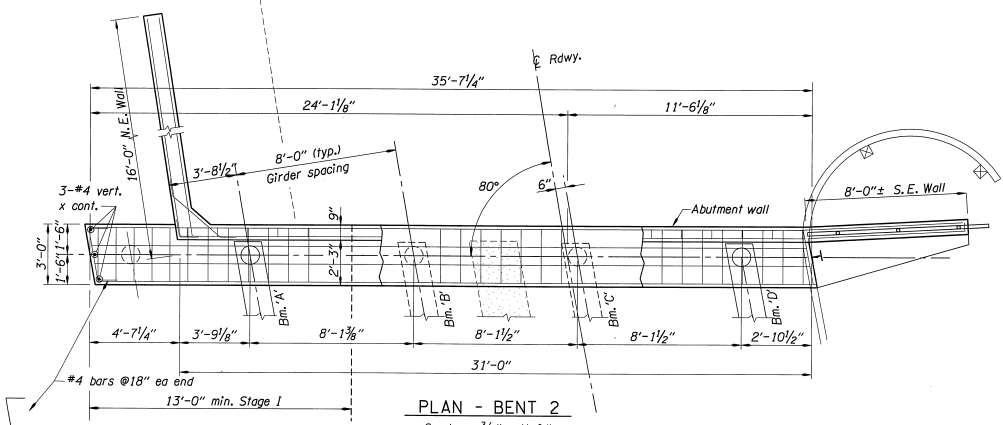 ℄ Rdwy.
35'-7¼"
24'-1⅛"
11'-6⅛"
16'-0" N.E. Wall
8'-0" (typ.)
Girder spacing
3'-8½"
80°
6"
3-#4 vert.
x cont.
9"
Abutment wall
8'-0"± S.E. Wall
3'-0"
1'-6"
1'-6"
2'-3"
Bm.'A'
Bm.'B'
Bm.'C'
Bm.'D'
4'-7¼"
3'-9⅛"
8'-1⅜"
8'-1½"
8'-1½"
2'-10½"
31'-0"
#4 bars @18" ea end
13'-0" min. Stage I
PLAN - BENT 2